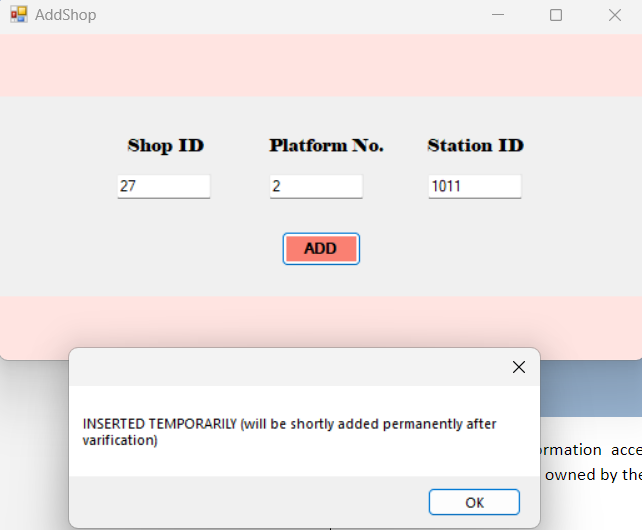 AddShop
Shop ID Platform No. Station ID
27 2 1011
ADD
INSERTED TEMPORARILY (will be shortly added permanently after
varification)
ormation acce
owned by the
OK